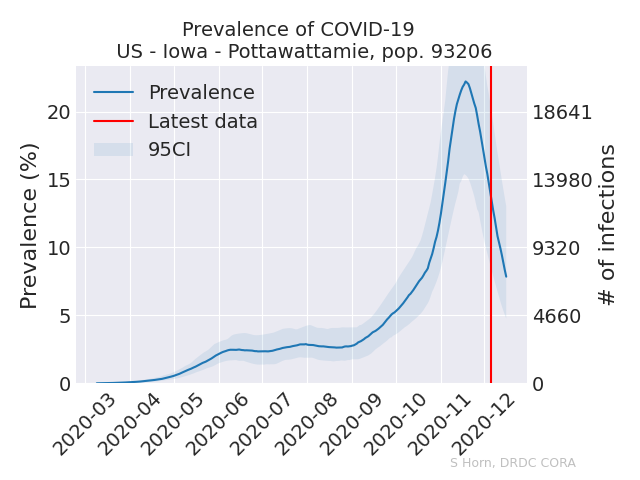 Prevalence of COVID-19
US - Iowa - Pottawattamie, pop. 93206
Prevalence
Latest data
95CI
Prevalence (%)
20
15
10
5
0
18641
13980
9320
4660
0
# of infections
2020-03
2020-04
2020-05
2020-06
2020-07
2020-08
2020-09
2020-10
2020-11
2020-12
S Horn, DRDC CORA